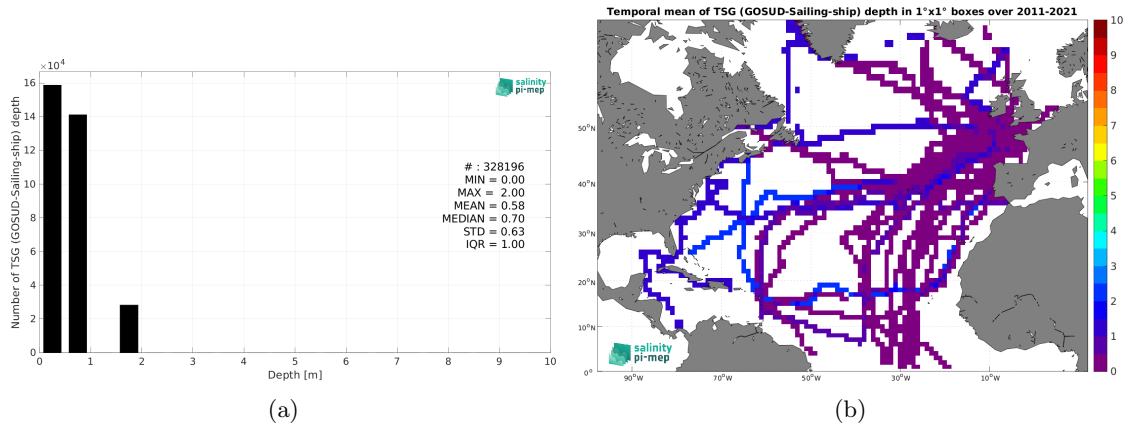 ×10⁴
16
14
12
10
8
6
4
2
0
Number of TSG (GOSUD-Sailing-ship) depth
salinity
pi-mep
# : 328196
MIN = 0.00
MAX = 2.00
MEAN = 0.58
MEDIAN = 0.70
STD = 0.63
IQR = 1.00
0 1 2 3 4 5 6 7 8 9 10
Depth [m]
(a)
Temporal mean of TSG (GOSUD-Sailing-ship) depth in 1°x1° boxes over 2011-2021
50°N
40°N
30°N
20°N
10°N
0°
90°W 70°W 50°W 30°W 10°W
salinity
pi-mep
10
9
8
7
6
5
4
3
2
1
0
(b)